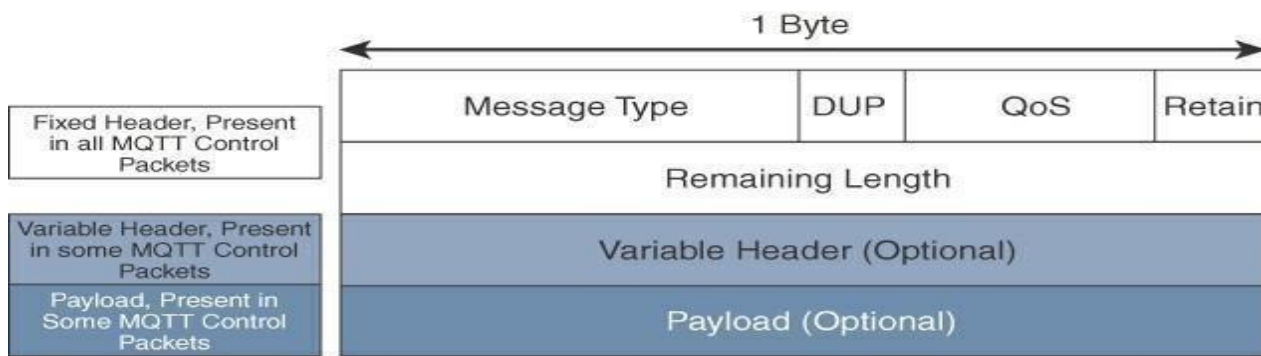 1 Byte
Message Type DUP QoS Retain
Fixed Header, Present
in all MQTT Control
Packets
Remaining Length
Variable Header, Present
in some MQTT Control
Packets
Variable Header (Optional)
Payload, Present in
Some MQTT Control
Packets
Payload (Optional)